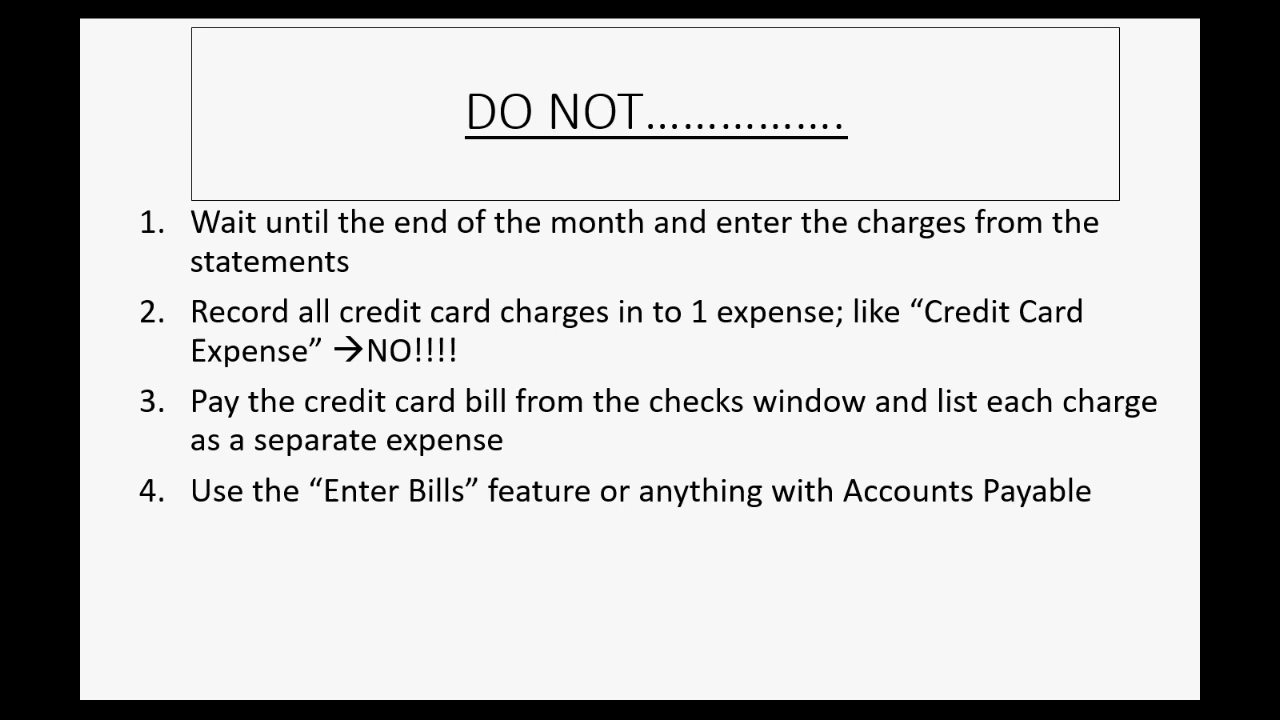 DO NOT…………….
1. Wait until the end of the month and enter the charges from the
statements
2. Record all credit card charges in to 1 expense; like “Credit Card
Expense” →NO!!!!
3. Pay the credit card bill from the checks window and list each charge
as a separate expense
4. Use the “Enter Bills” feature or anything with Accounts Payable